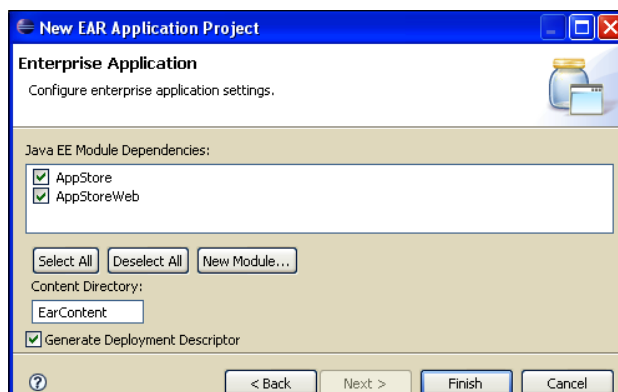 New EAR Application Project
Enterprise Application
Configure enterprise application settings.
Java EE Module Dependencies:
AppStore
AppStoreWeb
Select All Deselect All New Module...
Content Directory:
EarContent
Generate Deployment Descriptor
? < Back Next > Finish Cancel